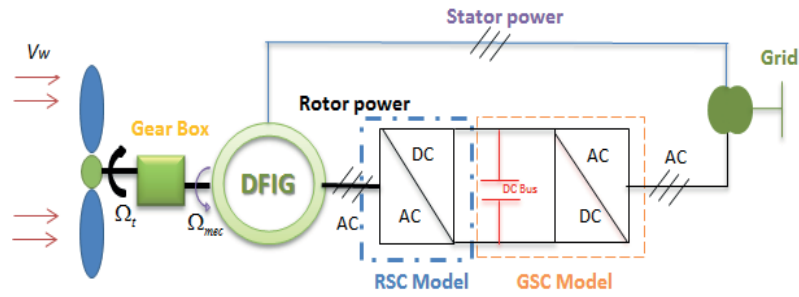 Stator power
Vw
Grid
Rotor power
Gear Box
DC
AC
AC
DFIG
DC Bus
Ωt
Ωmec
AC
AC
DC
RSC Model
GSC Model